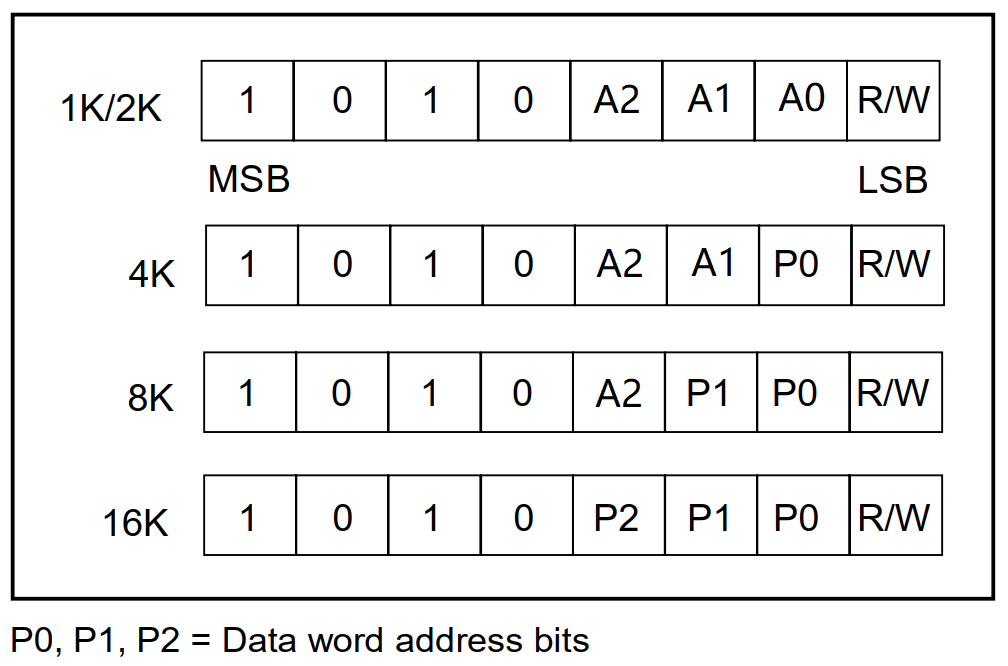 1K/2K 1 0 1 0 A2 A1 A0 R/W
MSB LSB
4K 1 0 1 0 A2 A1 P0 R/W
8K 1 0 1 0 A2 P1 P0 R/W
16K 1 0 1 0 P2 P1 P0 R/W
P0, P1, P2 = Data word address bits